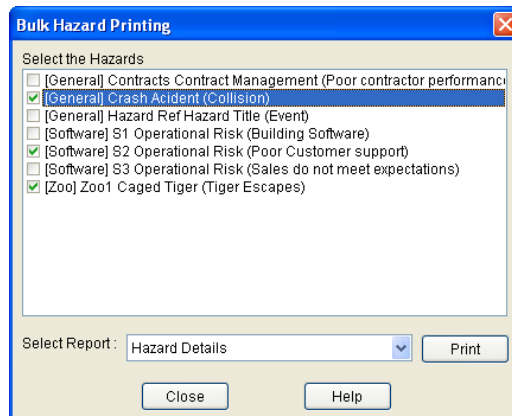 Bulk Hazard Printing
Select the Hazards
[General] Contracts Contract Management (Poor contractor performanc
[General] Crash Acident (Collision)
[General] Hazard Ref Hazard Title (Event)
[Software] S1 Operational Risk (Building Software)
[Software] S2 Operational Risk (Poor Customer support)
[Software] S3 Operational Risk (Sales do not meet expectations)
[Zoo] Zoo1 Caged Tiger (Tiger Escapes)
Select Report : Hazard Details Print
Close Help